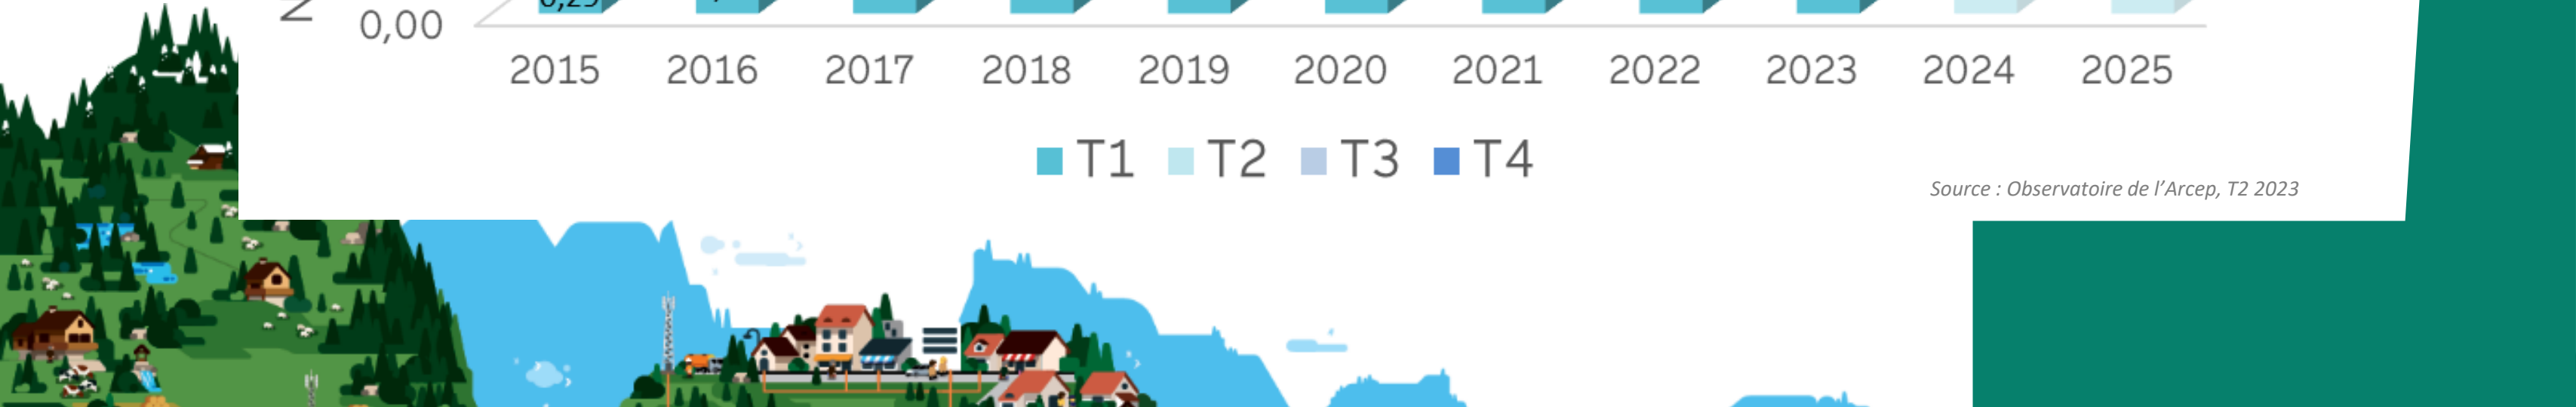 0,00
2015 2016 2017 2018 2019 2020 2021 2022 2023 2024 2025
T1 T2 T3 T4
Source : Observatoire de l’Arcep, T2 2023